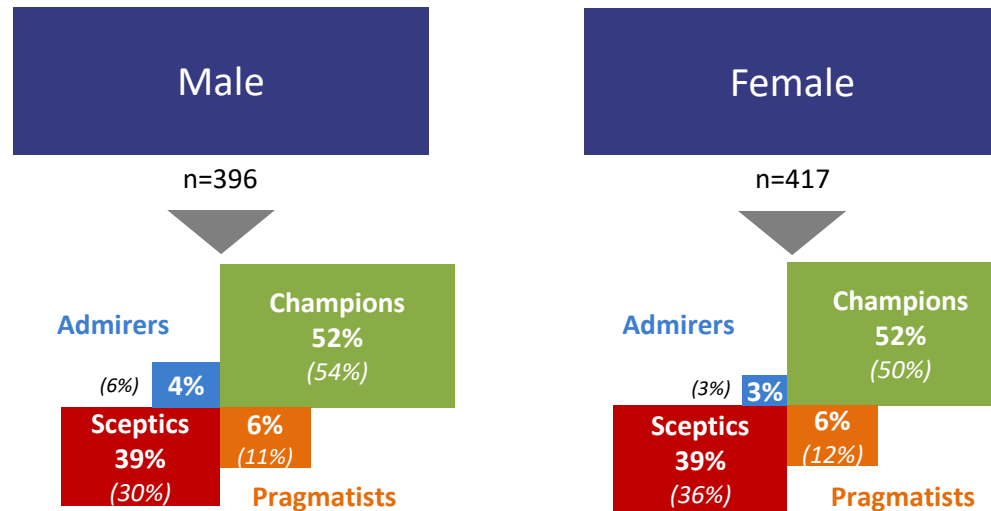 Male
n=396
Admirers
Champions
52%
(54%)
(6%)
4%
Sceptics
39%
(30%)
6%
(11%)
Pragmatists
Female
n=417
Admirers
Champions
52%
(50%)
(3%)
3%
Sceptics
39%
(36%)
6%
(12%)
Pragmatists